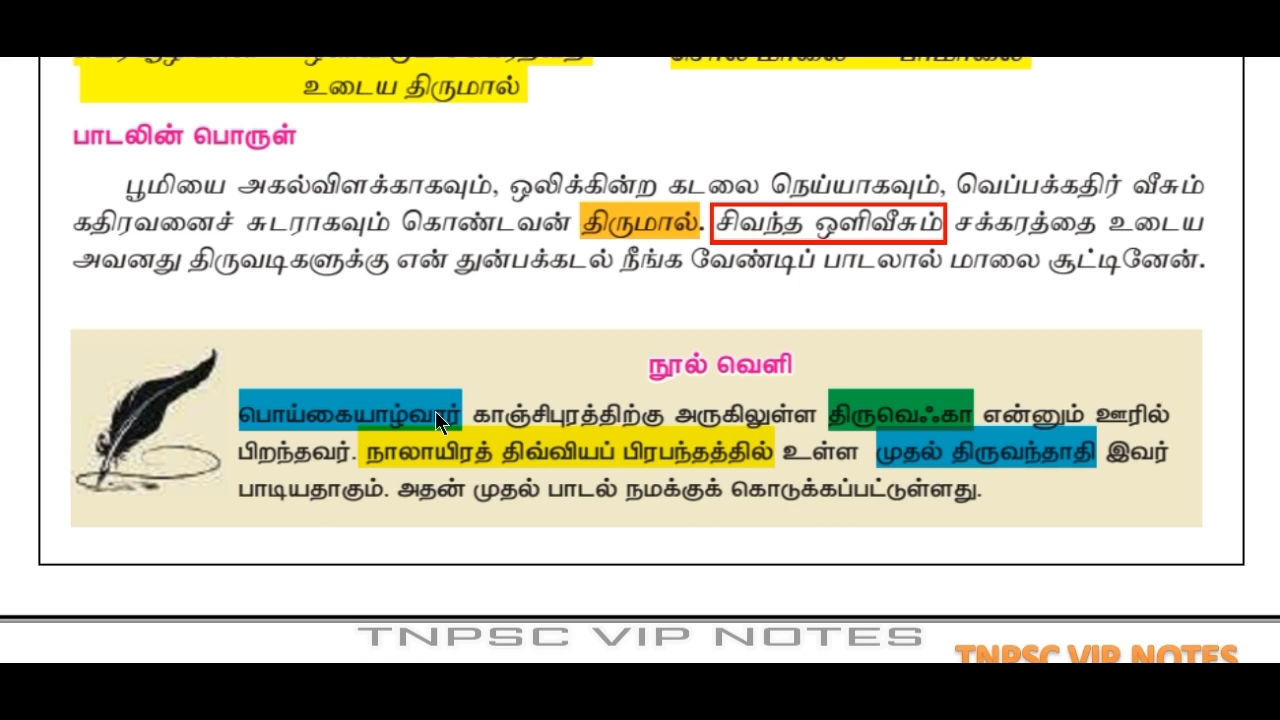 உடைய திருமால்
சொல் மாலை - பாமாலை
பாடலின் பொருள்
பூமியை அகல்விளக்காகவும், ஒலிக்கின்ற கடலை நெய்யாகவும், வெப்பக்கதிர் வீசும்
கதிரவனைச் சுடராகவும் கொண்டவன் திருமால். சிவந்த ஒளிவீசும் சக்கரத்தை உடைய
அவனது திருவடிகளுக்கு என் துன்பக்கடல் நீங்க வேண்டிப் பாடலால் மாலை சூட்டினேன்.
நூல் வெளி
பொய்கையாழ்வார் காஞ்சிபுரத்திற்கு அருகிலுள்ள திருவெஃகா என்னும் ஊரில்
பிறந்தவர். நாலாயிரத் திவ்வியப் பிரபந்தத்தில் உள்ள முதல் திருவந்தாதி இவர்
பாடியதாகும். அதன் முதல் பாடல் நமக்குக் கொடுக்கப்பட்டுள்ளது.
TNPSC VIP NOTES
TNPSC VIP NOTES